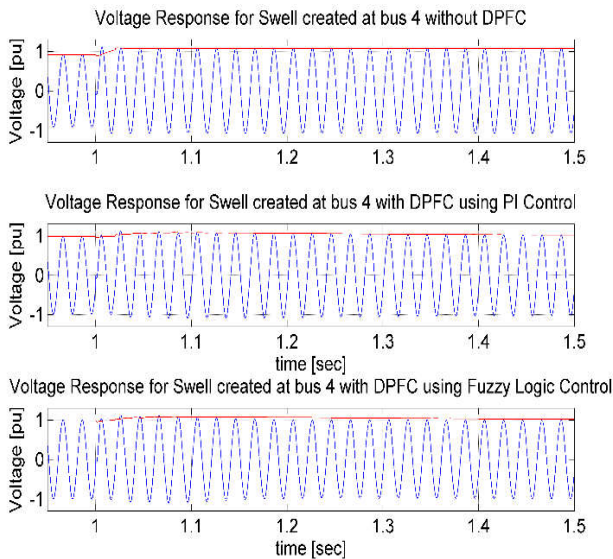 Voltage Response for Swell created at bus 4 without DPFC
Voltage [pu]
1
0
-1
1 1.1 1.2 1.3 1.4 1.5
Voltage Response for Swell created at bus 4 with DPFC using PI Control
Voltage [pu]
1
0
-1
1 1.1 1.2 1.3 1.4 1.5
time [sec]
Voltage Response for Swell created at bus 4 with DPFC using Fuzzy Logic Control
Voltage [pu]
1
0
-1
1 1.1 1.2 1.3 1.4 1.5
time [sec]